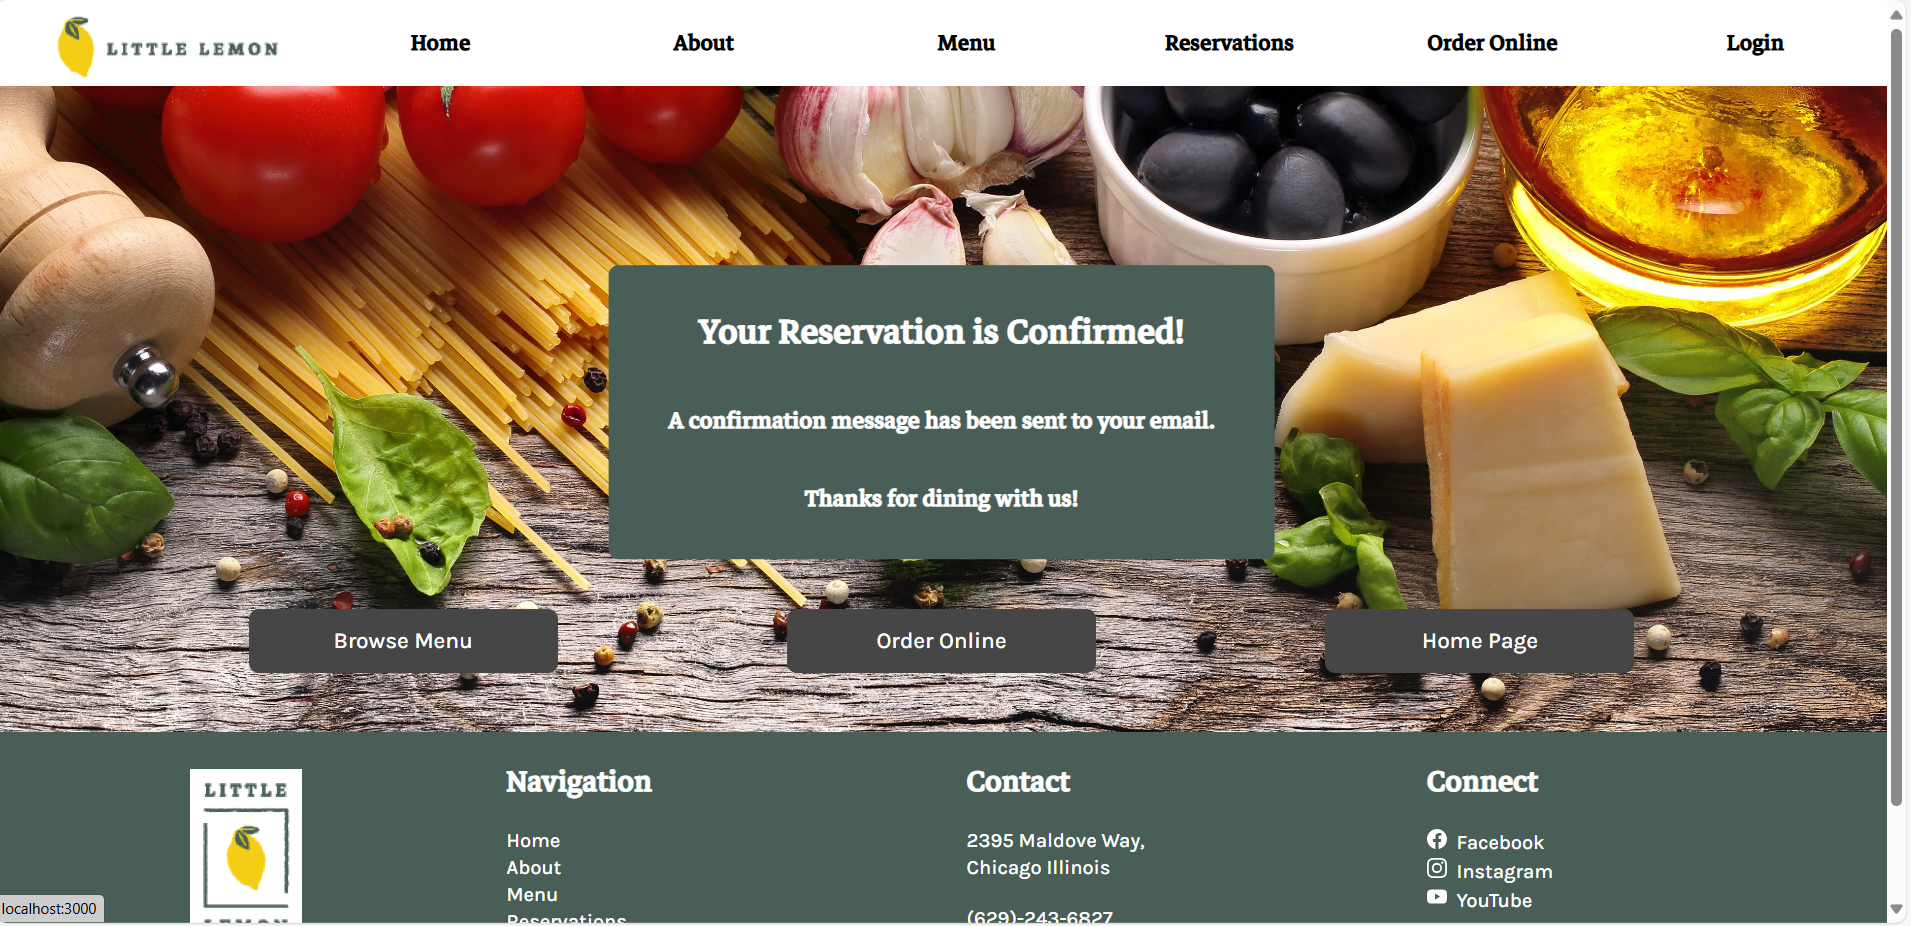 LITTLE LEMON
Home
About
Menu
Reservations
Order Online
Login
Your Reservation is Confirmed!
A confirmation message has been sent to your email.
Thanks for dining with us!
Browse Menu
Order Online
Home Page
LITTLE
LEMON
Navigation
Home
About
Menu
Reservations
Contact
2395 Maldove Way,
Chicago Illinois
(629)-243-6827
Connect
Facebook
Instagram
YouTube
localhost:3000